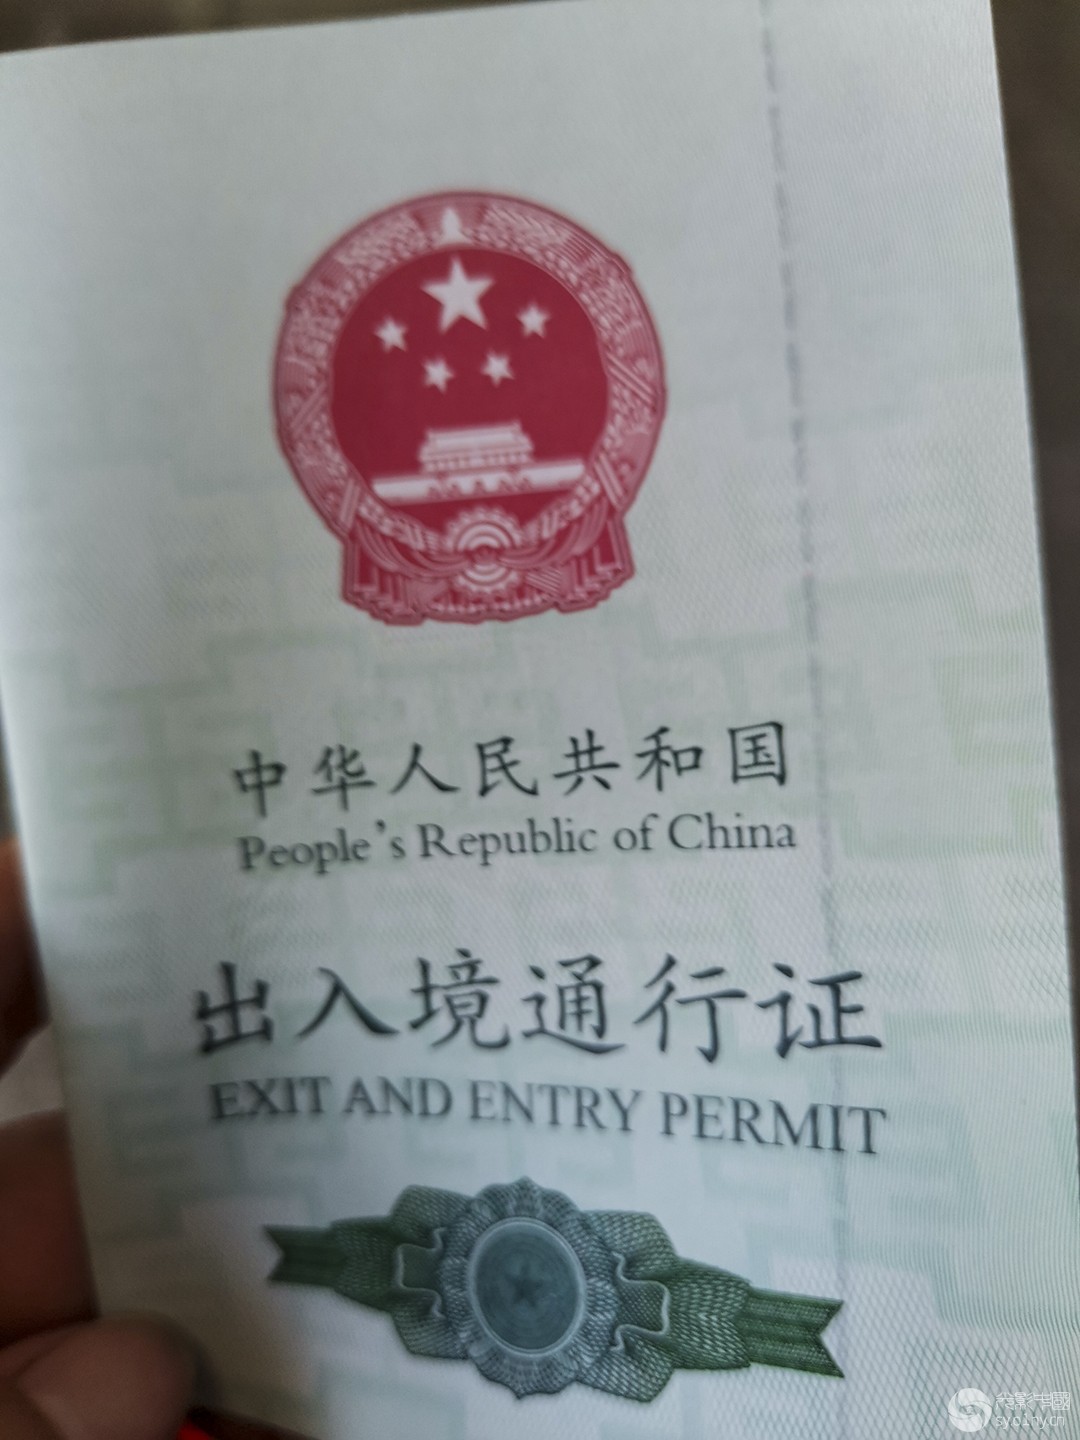 中华人民共和国
People's Republic of China
出入境通行证
EXIT AND ENTRY PERMIT